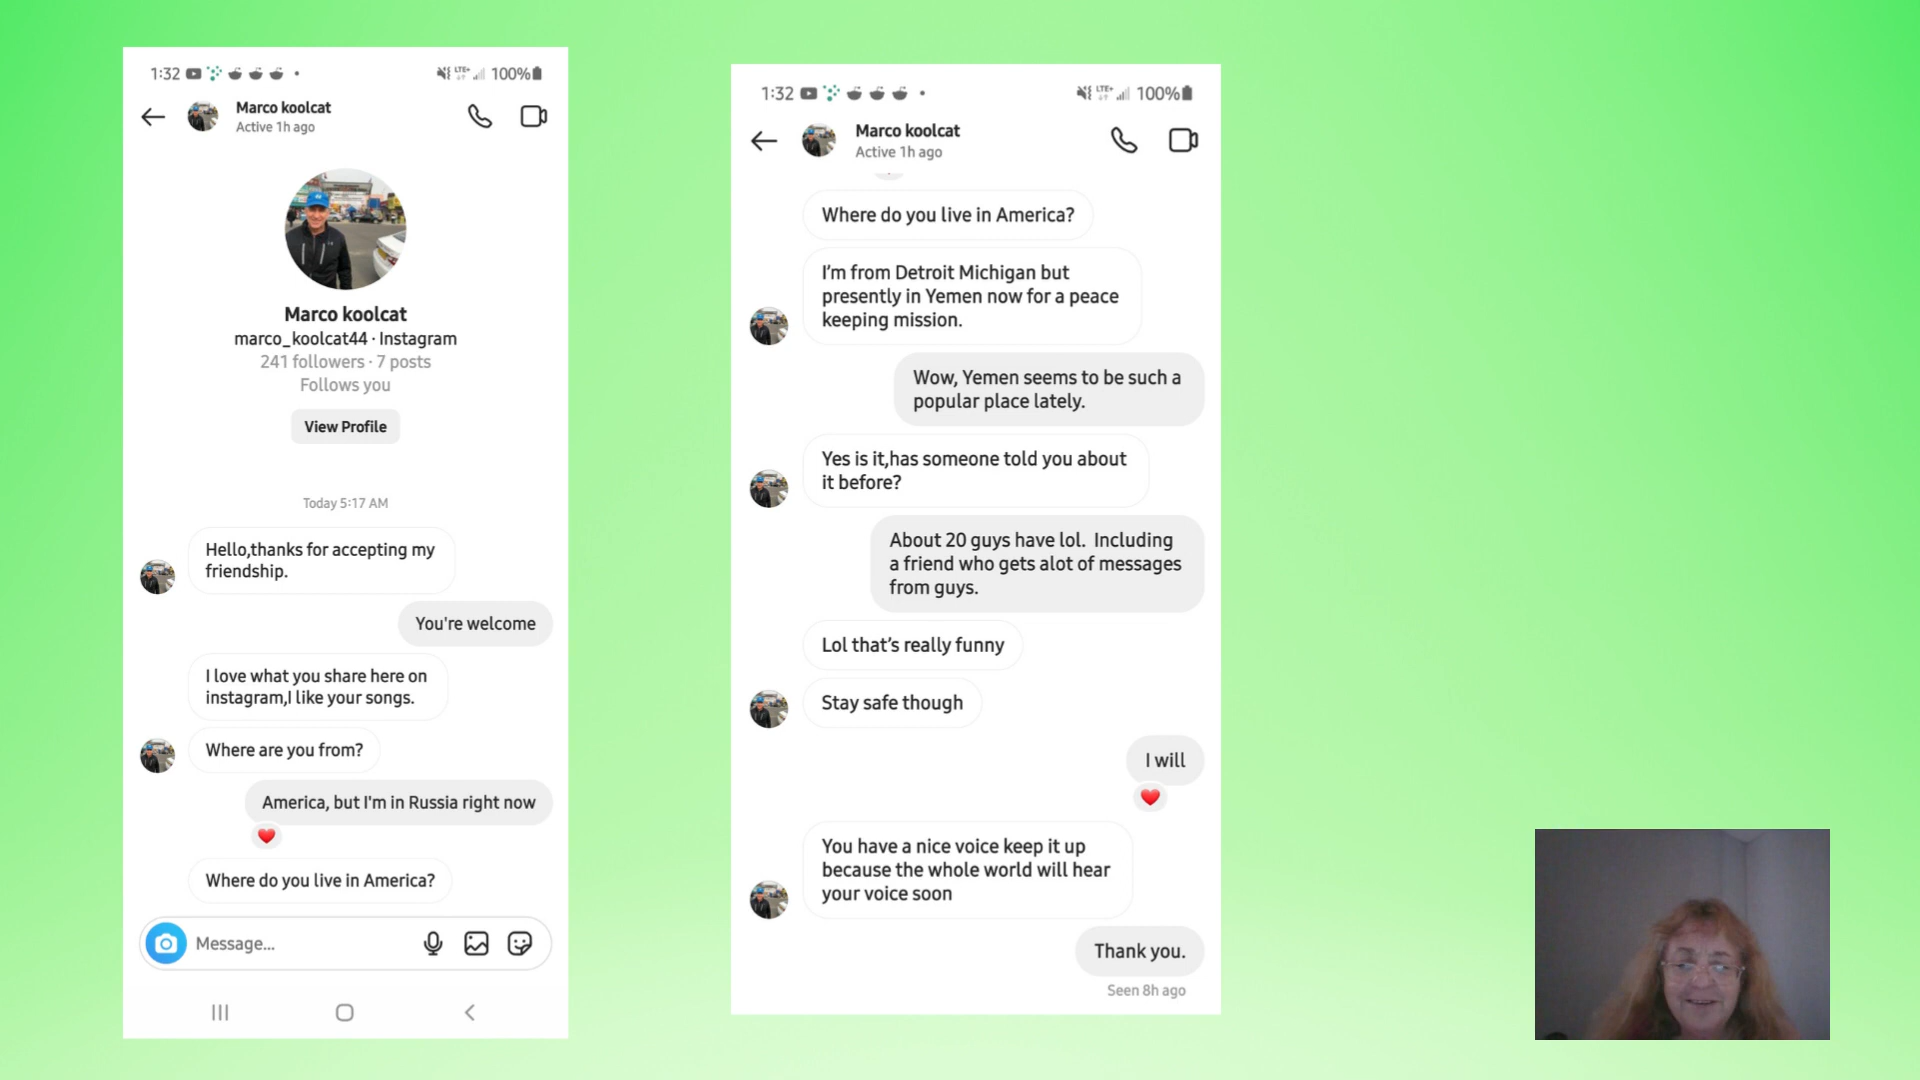 1:32
100%
Marco koolcat
Active 1h ago
Marco koolcat
marco_koolcat44 · Instagram
241 followers · 7 posts
Follows you
View Profile
Today 5:17 AM
Hello,thanks for accepting my
friendship.
You're welcome
I love what you share here on
instagram,I like your songs.
Where are you from?
America, but I'm in Russia right now
Where do you live in America?
Message...
1:32
LTE+
100%
Marco koolcat
Active 1h ago
Where do you live in America?
I'm from Detroit Michigan but
presently in Yemen now for a peace
keeping mission.
Wow, Yemen seems to be such a
popular place lately.
Yes is it,has someone told you about
it before?
About 20 guys have lol.  Including
a friend who gets alot of messages
from guys.
Lol that's really funny
Stay safe though
I will
You have a nice voice keep it up
because the whole world will hear
your voice soon
Thank you.
Seen 8h ago